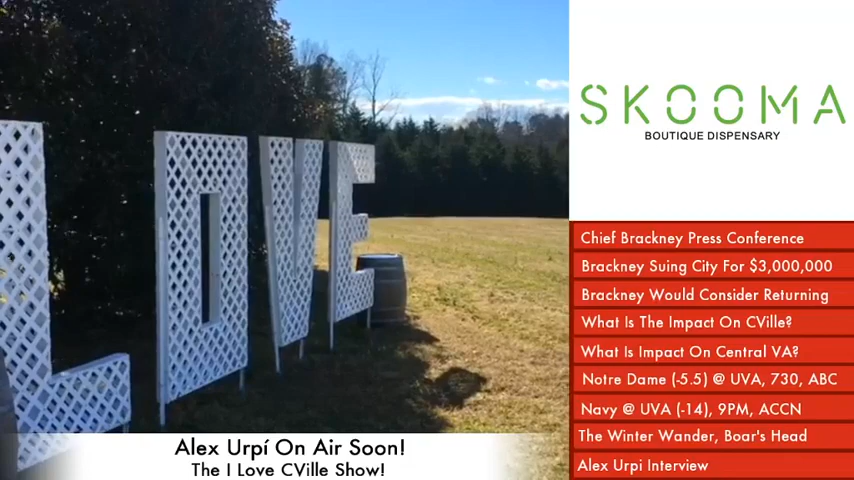 LOVE
SKOOMA
BOUTIQUE DISPENSARY
Chief Brackney Press Conference
Brackney Suing City For $3,000,000
Brackney Would Consider Returning
What Is The Impact On CVille?
What Is Impact On Central VA?
Notre Dame (-5.5) @ UVA, 730, ABC
Navy @ UVA (-14), 9PM, ACCN
The Winter Wander, Boar's Head
Alex Urpi Interview
Alex Urpí On Air Soon!
The I Love CVille Show!